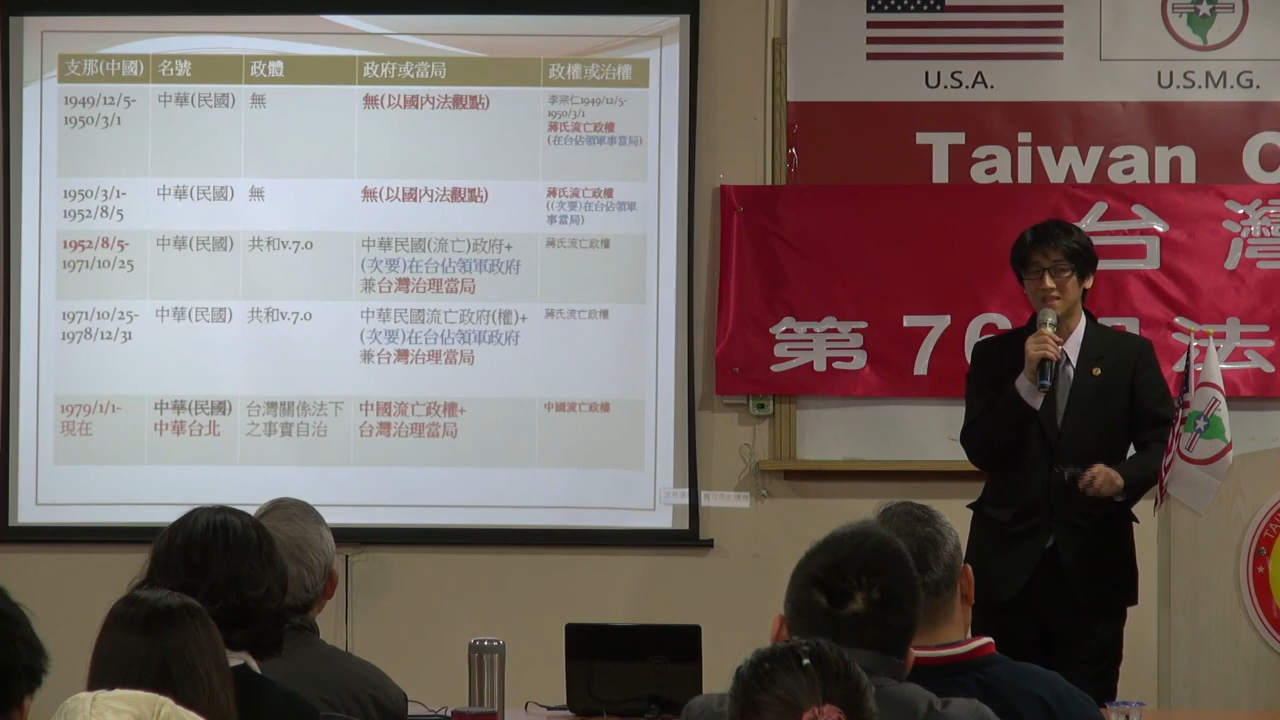 支那(中國) 名號 政體 政府或當局 政權或治權
1949/12/5-
1950/3/1
中華(民國)
無
無(以國內法觀點)
李宗仁1949/12/5-
1950/3/1
蔣氏流亡政權
(在台佔領軍事當局)
1950/3/1-
1952/8/5
中華(民國)
無
無(以國內法觀點)
蔣氏流亡政權
((次要)在台佔領軍
事當局)
1952/8/5-
1971/10/25
中華(民國)
共和v.7.0
中華民國(流亡)政府+
(次要)在台佔領軍政府
兼台灣治理當局
蔣氏流亡政權
1971/10/25-
1978/12/31
中華(民國)
共和v.7.0
中華民國流亡政府(權)+
(次要)在台佔領軍政府
兼台灣治理當局
蔣氏流亡政權
1979/1/1-
現在
中華(民國)
中華台北
台灣關係法下
之事實自治
中國流亡政權+
台灣治理當局
中國流亡政權
U.S.A.
U.S.M.G.
Taiwan
台灣
第 76 法